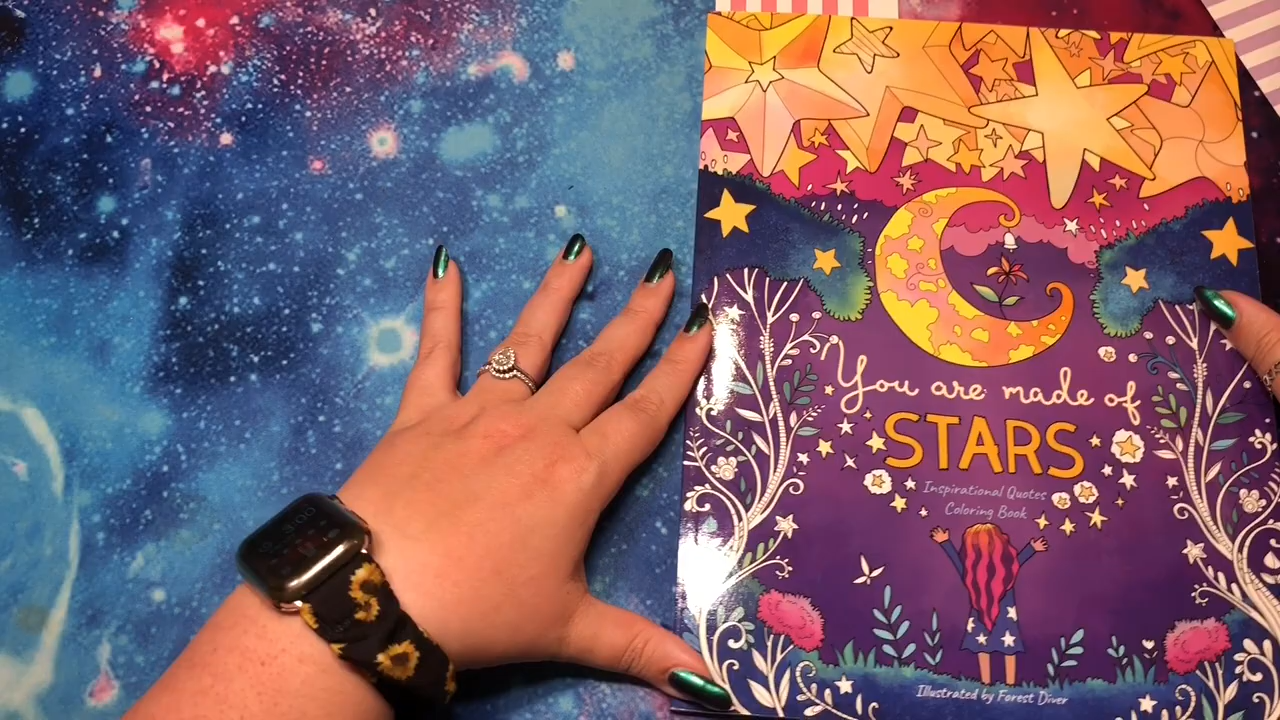 You are made of
STARS
Inspirational Quotes
Coloring Book
Illustrated by Forest Diver